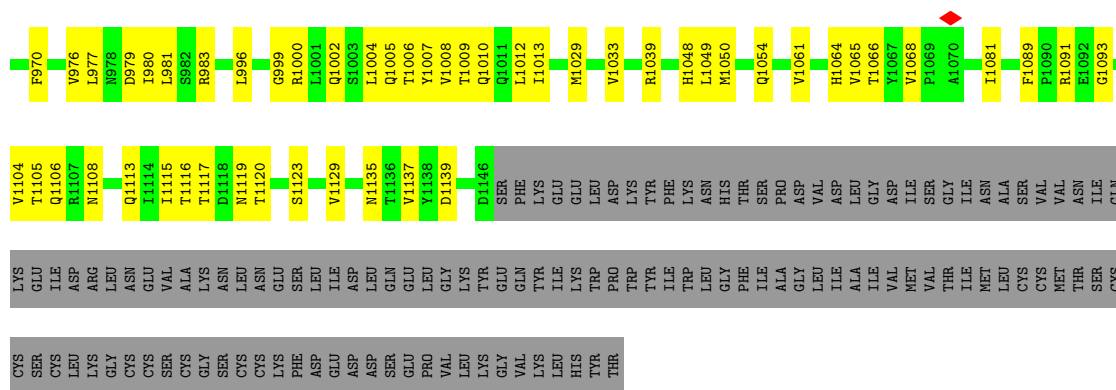 F970 V976 L977 N978 D979 I980 L981 S982 R983 L996 G999 R1000 L1001 Q1002 S1003 L1004 Q1005 T1006 Y1007 V1008 T1009 Q1010 Q1011 L1012 I1013 M1029 V1033 R1039 H1048 L1049 M1050 Q1054 V1061 H1064 V1065 T1066 Y1067 V1068 P1069 A1070 I1081 F1089 P1090 R1091 E1092 G1093
V1104 T1105 Q1106 R1107 N1108 Q1113 I1114 I1115 T1116 T1117 D1118 N1119 T1120 S1123 V1129 N1135 T1136 V1137 Y1138 D1139 D1146 SER PHE LYS GLU GLU LEU ASP LYS TYR PHE LYS ASN HIS THR SER PRO ASP VAL ASP LEU GLY ASP ILE SER GLY ILE ASN ALA SER VAL VAL ASN ILE GLN
LYS GLU ILE ASP ARG LEU ASN GLU VAL ALA LYS ASN LEU ASN GLU SER LEU ILE ASP LEU GLN GLU LEU GLY LYS TYR GLU GLN TYR ILE LYS TRP PRO TRP TYR ILE TRP LEU GLY PHE ILE ALA GLY LEU ILE ALA ILE VAL MET VAL THR ILE MET LEU CYS CYS MET THR SER CYS
CYS SER CYS LEU LYS GLY CYS CYS SER CYS GLY SER CYS CYS LYS PHE ASP GLU ASP ASP SER GLU PRO VAL LEU LYS GLY VAL LYS LEU HIS TYR THR